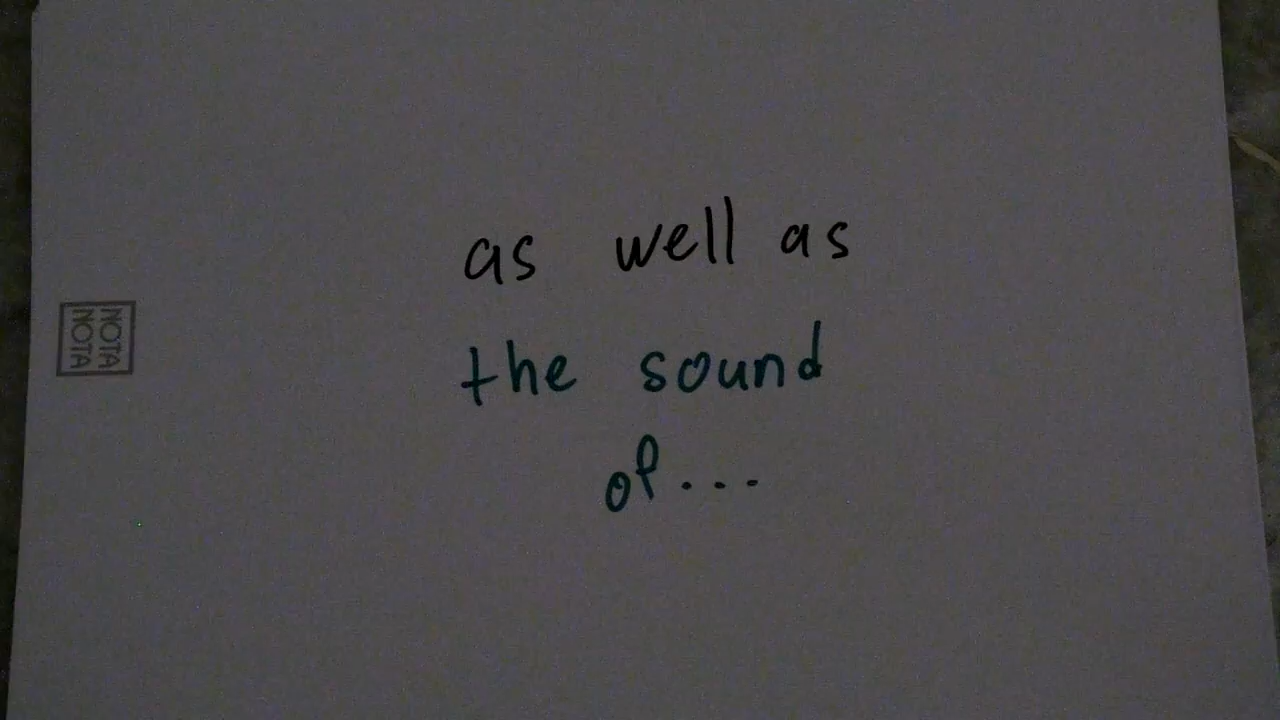 as well as
the sound
of...
NOTA
NOTA